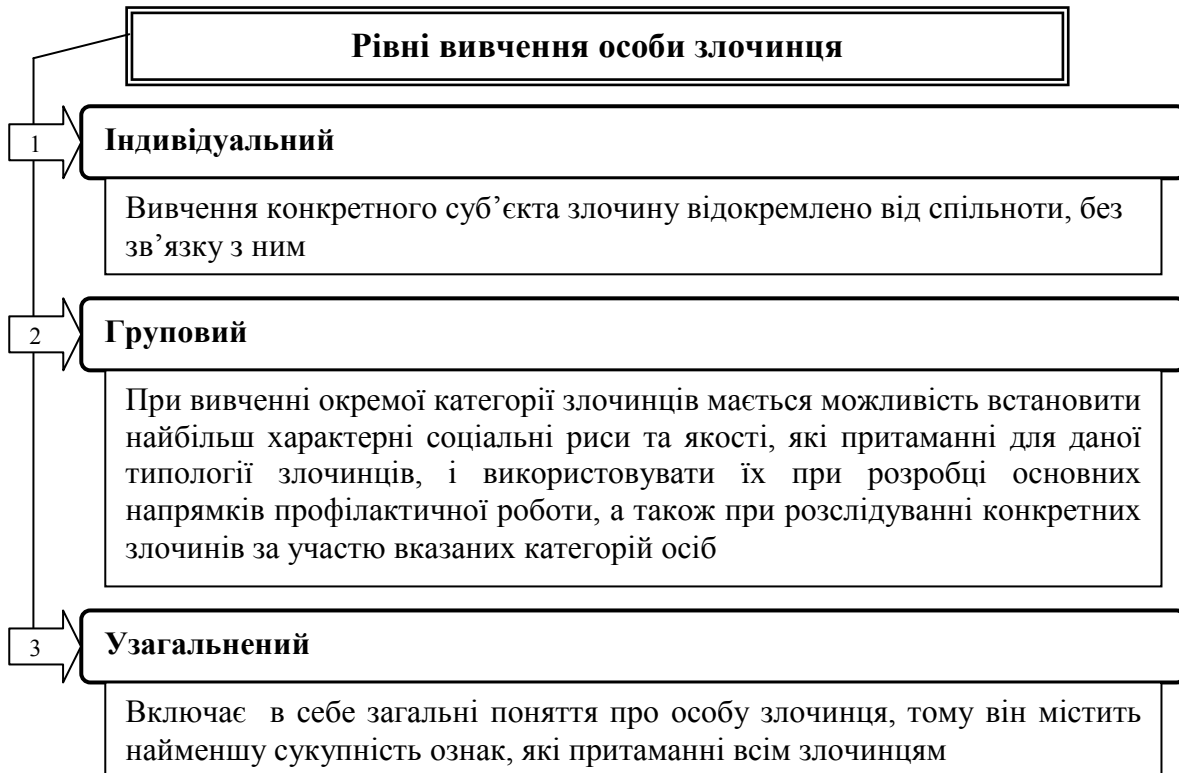 Рівні вивчення особи злочинця
1
Індивідуальний
Вивчення конкретного суб’єкта злочину відокремлено від спільноти, без
зв’язку з ним
2
Груповий
При вивченні окремої категорії злочинців мається можливість встановити
найбільш характерні соціальні риси та якості, які притаманні для даної
типології злочинців, і використовувати їх при розробці основних
напрямків профілактичної роботи, а також при розслідуванні конкретних
злочинів за участю вказаних категорій осіб
3
Узагальнений
Включає в себе загальні поняття про особу злочинця, тому він містить
найменшу сукупність ознак, які притаманні всім злочинцям